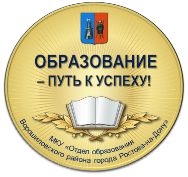 ОБРАЗОВАНИЕ
– ПУТЬ К УСПЕХУ!
МКУ «Отдел образования
Ворошиловского района города Ростова-на-Дону»